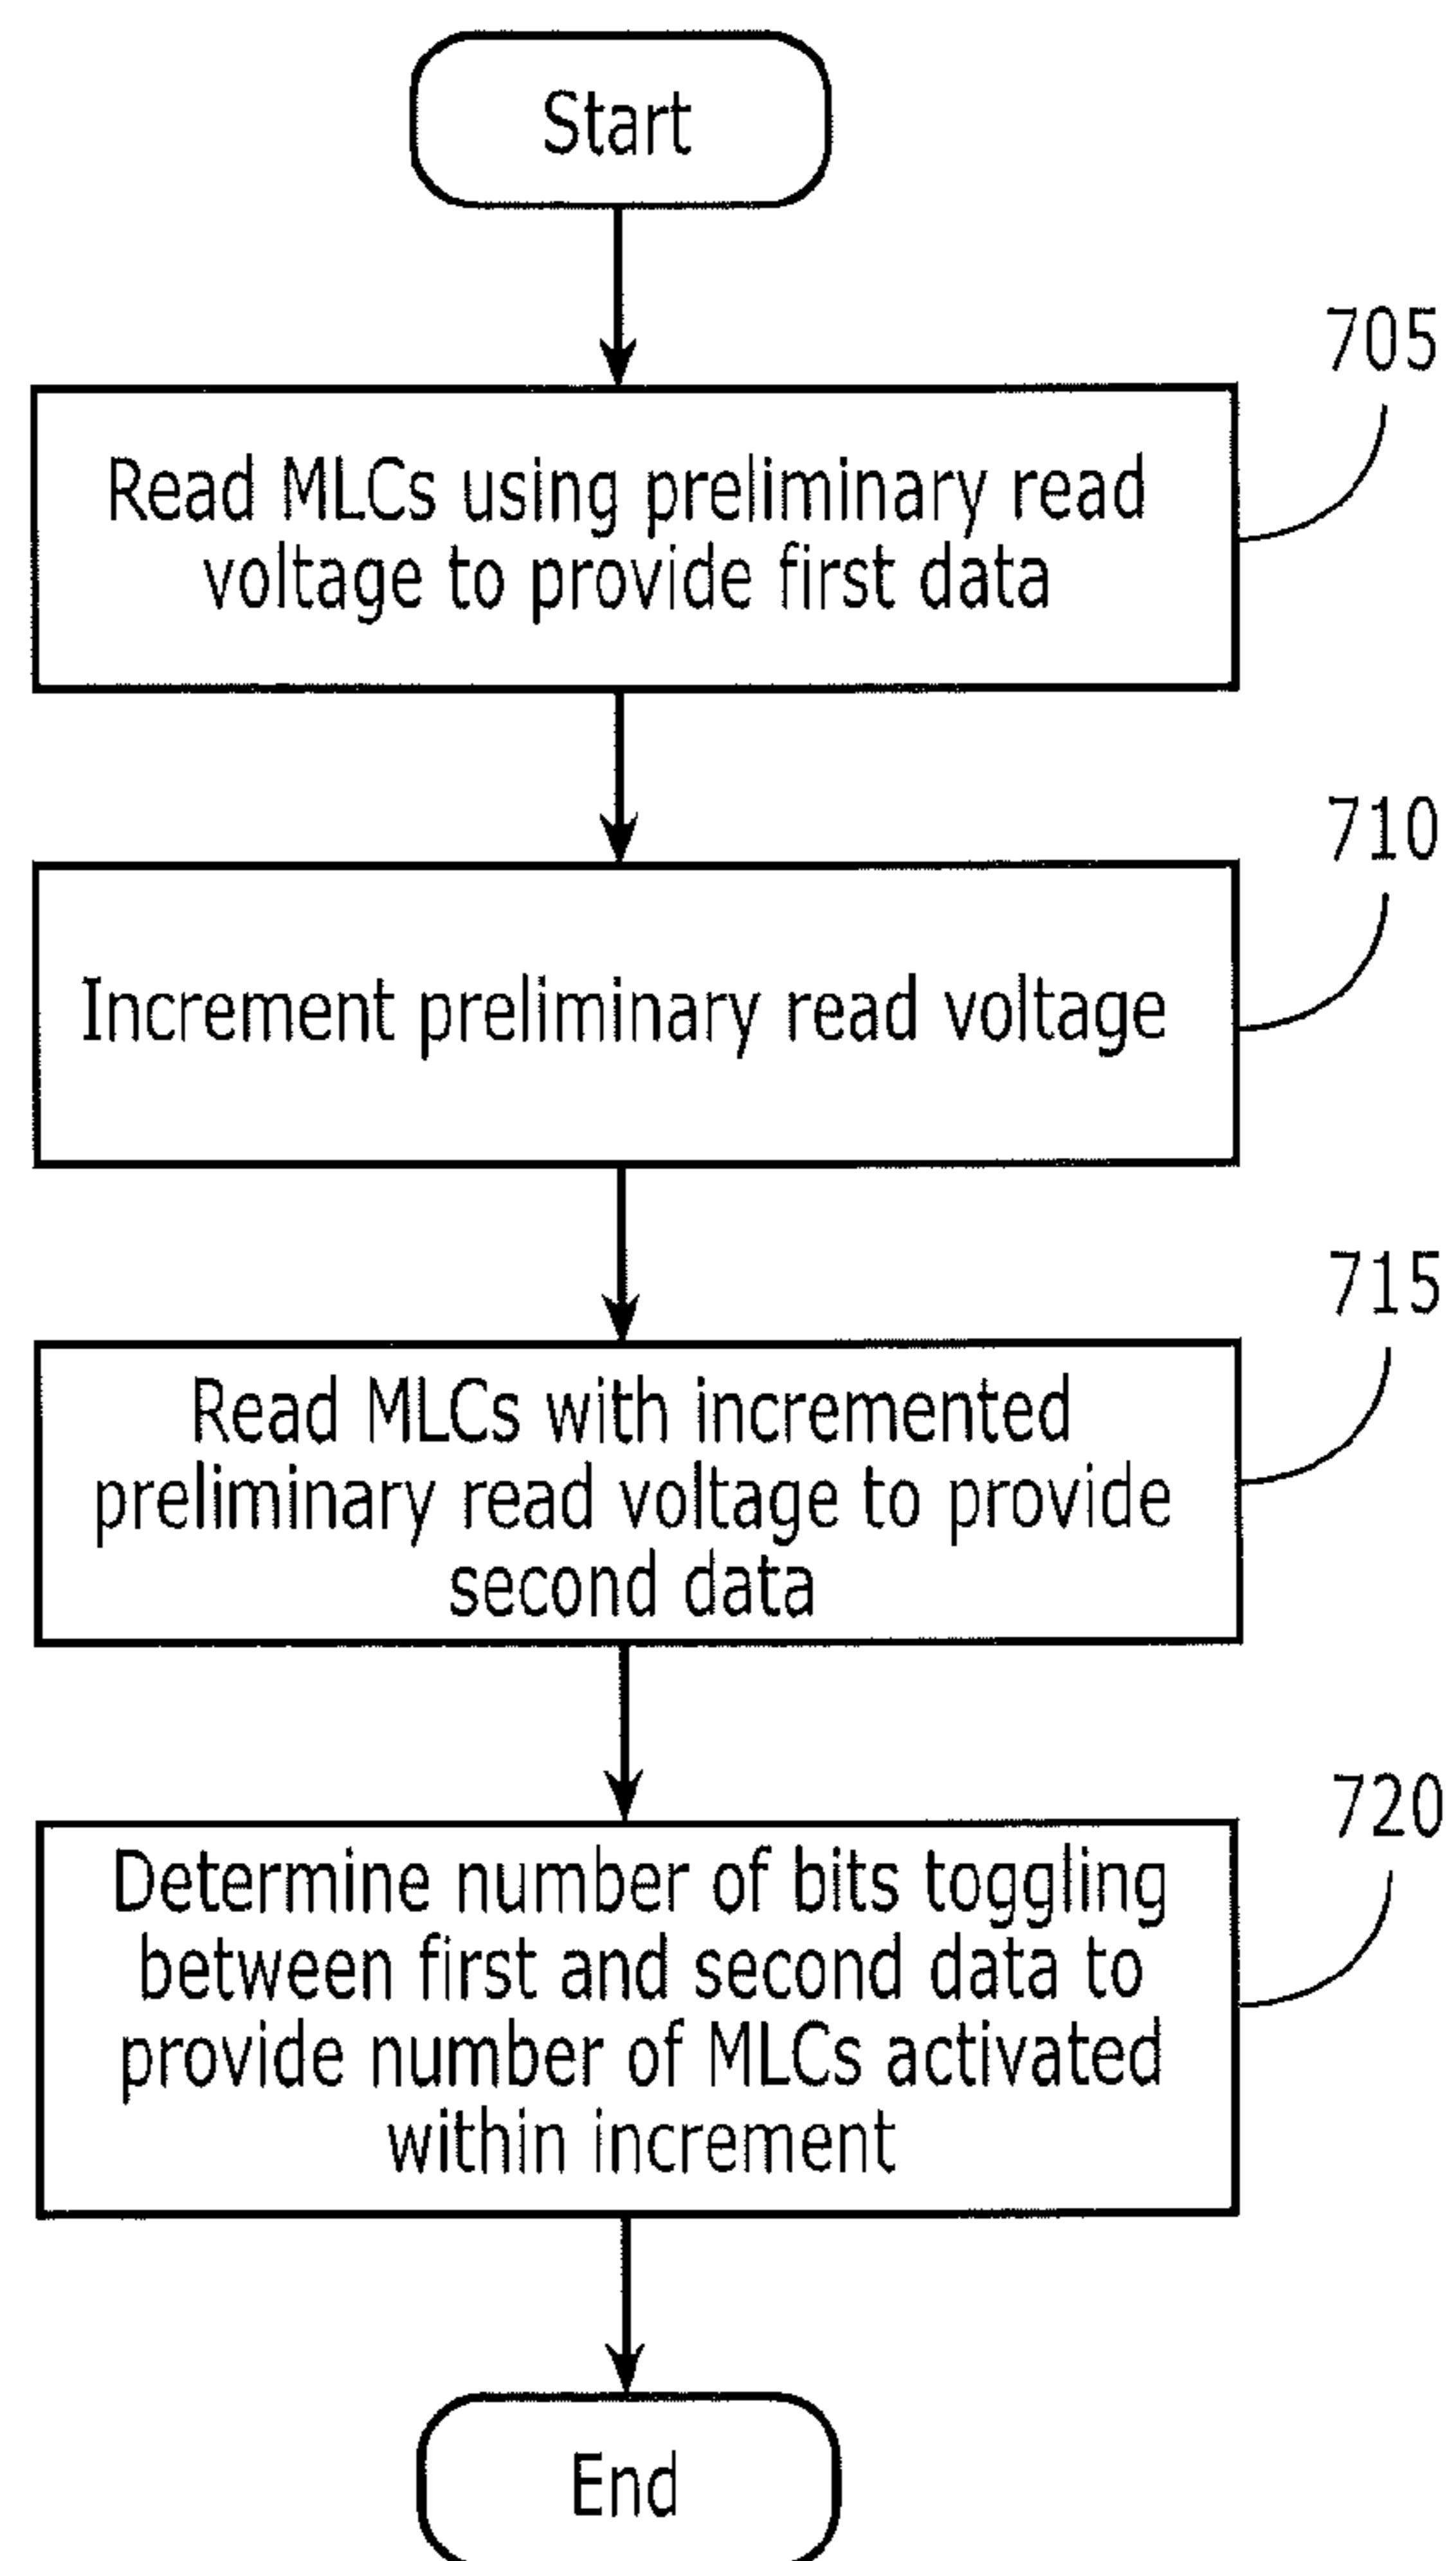 Start
705
Read MLCs using preliminary read
voltage to provide first data
710
Increment preliminary read voltage
715
Read MLCs with incremented
preliminary read voltage to provide
second data
720
Determine number of bits toggling
between first and second data to
provide number of MLCs activated
within increment
End